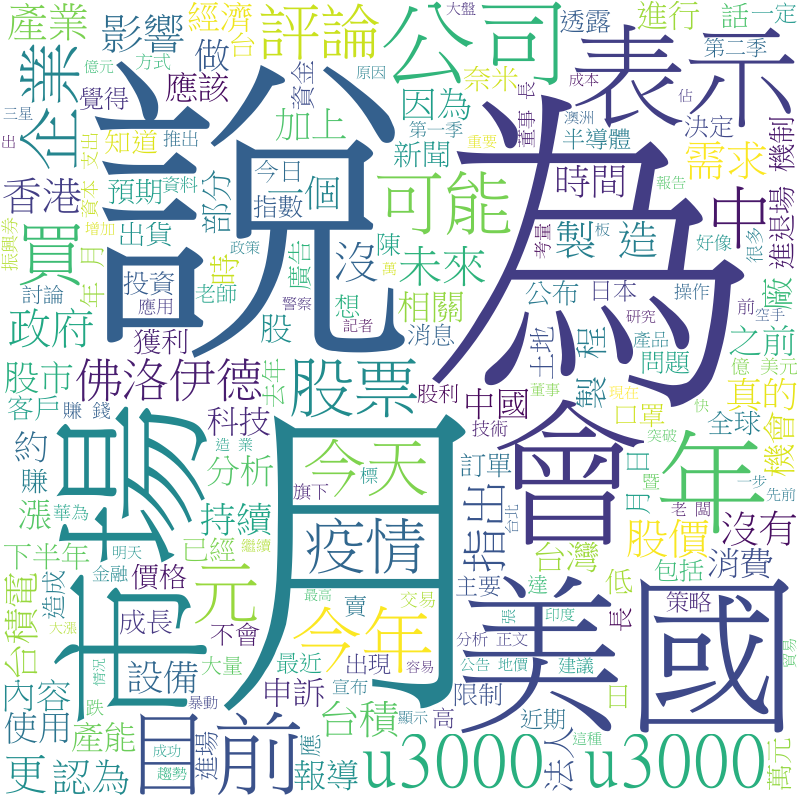 產業
影響
經濟
台
評論
公司
表示
透露
進行
話
一定
大盤
億元
方式
做
奈米
第二季
三星
企業
覺得
應該
資金
原因
因為
第一季
董事
長
澳洲
成本
佔
出
知道
推出
加上
新聞
重要
半導體
決定
機制
支出
說
為
需求
香港
資本
預期
資料
部分
今日
一個
指數
可能
時間
中
進退場
報告
振興券
增加
出貨
製造
考量
板
好像
很多
買
年
月
時
政策
廣告
陳
沒
未來
廠
討論
投資
應用
老師
萬
想
公布
日本
操作
前
空手
政府
獲利
警察
記者
股
相關
消息
土地
製程
研究
產品
之前
問題
股市
佛洛伊德
去年
股票
股利
中國
億
美元
真的
客戶
賺
錢
科技
董事
現在
快
機會
約
市場
月
會
技術
口罩
全球
賺
造
業
分析
標
今天
訂單
突破
年
日
月
暨
一步
漲
華為
旗下
持續
疫情
指出
台北
老
闆
先前
股價
沒有
下半年
明天
繼續
已經
台灣
消費
台積電
造成
金融
價格
元
今年
主要
達
低
包括
大漲
成長
最高
賣
交易
張
印度
長
策略
美國
不會
分析
正文
內容
設備
大量
最近
出現
容易
公告
地價
建議
貿易
跌
情況
暴動
宣布
申訴
限制
口
使用
產能
目前
進場
應
台積
顯示
高
近期
更
認為
成功
趨勢
報導
u3000
法人
這種
u3000
萬元